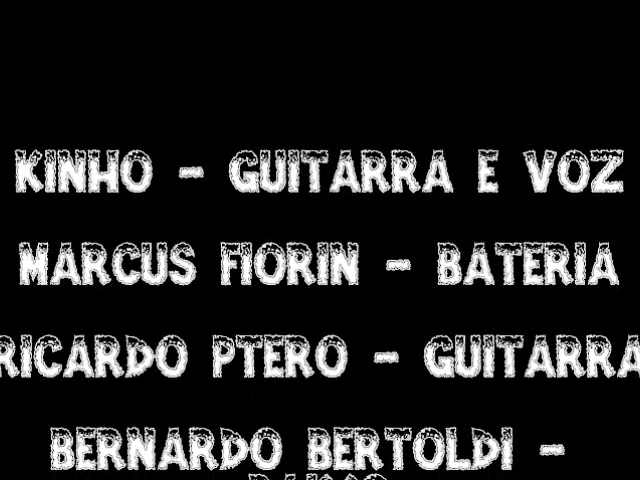 KINHO - GUITARRA E VOZ
MARCUS FIORIN - BATERIA
RICARDO PTERO - GUITARRA
BERNARDO BERTOLDI -